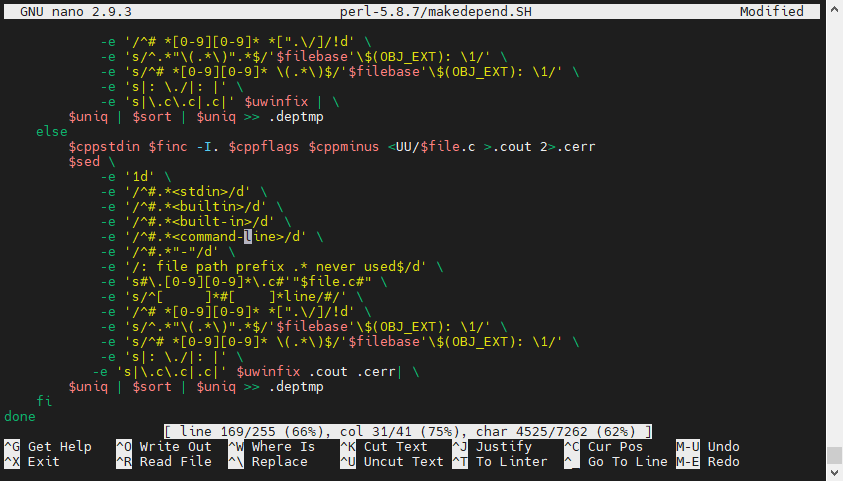 GNU nano 2.9.3                          perl-5.8.7/makedepend.SH                          Modified
            -e '/^# *[0-9][0-9]* *[".\/]/!d' \
            -e 's/^.*"\(.*\)".*$/'$filebase'\$(OBJ_EXT): \1/' \
            -e 's/^# *[0-9][0-9]* \(.*\)$/'$filebase'\$(OBJ_EXT): \1/' \
            -e 's|: \./|: |' \
            -e 's|\.c\.c|.c|' $uwinfix | \
        $uniq | $sort | $uniq >> .deptmp
    else
        $cppstdin $finc -I. $cppflags $cppminus <UU/$file.c >.cout 2>.cerr
        $sed \
            -e '1d' \
            -e '/^#.*<stdin>/d' \
            -e '/^#.*<builtin>/d' \
            -e '/^#.*<built-in>/d' \
            -e '/^#.*<command-line>/d' \
            -e '/^#.*"-"/d' \
            -e '/: file path prefix .* never used$/d' \
            -e 's#\.[0-9][0-9]*\.c#'"$file.c#" \
            -e 's/^[     ]*#[    ]*line/#/' \
            -e '/^# *[0-9][0-9]* *[".\/]/!d' \
            -e 's/^.*"\(.*\)".*$/'$filebase'\$(OBJ_EXT): \1/' \
            -e 's/^# *[0-9][0-9]* \(.*\)$/'$filebase'\$(OBJ_EXT): \1/' \
            -e 's|: \./|: |' \
           -e 's|\.c\.c|.c|' $uwinfix .cout .cerr| \
        $uniq | $sort | $uniq >> .deptmp
    fi
done
[ line 169/255 (66%), col 31/41 (75%), char 4525/7262 (62%) ]
^G Get Help   ^O Write Out  ^W Where Is   ^K Cut Text   ^J Justify    ^C Cur Pos    M-U Undo
^X Exit       ^R Read File  ^\ Replace    ^U Uncut Text ^T To Linter  ^_ Go To Line M-E Redo